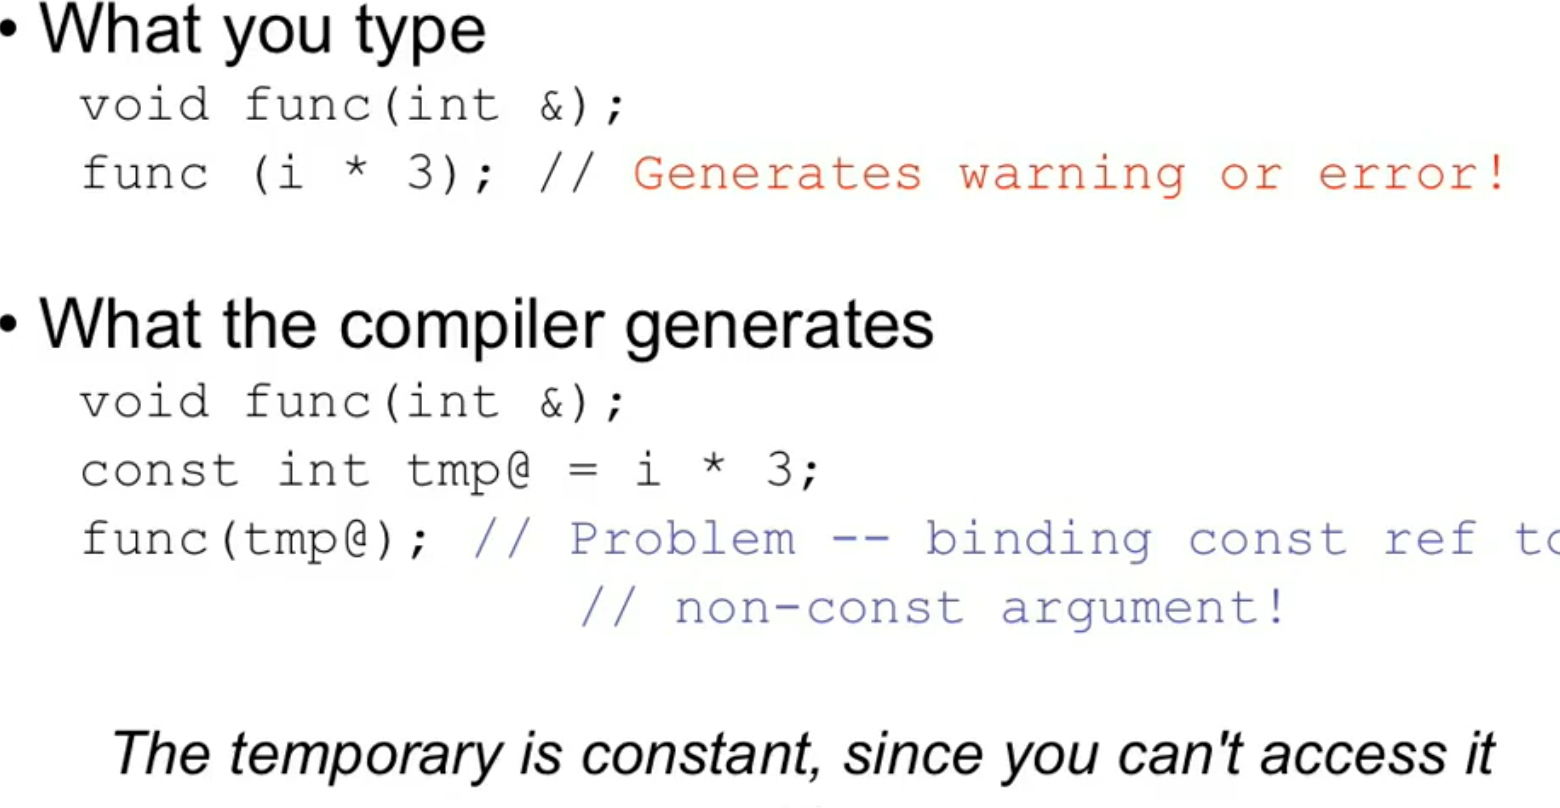 • What you type
void func(int &);
func (i * 3); // Generates warning or error!
• What the compiler generates
void func(int &);
const int tmp@ = i * 3;
func(tmp@); // Problem -- binding const ref to
// non-const argument!
The temporary is constant, since you can't access it